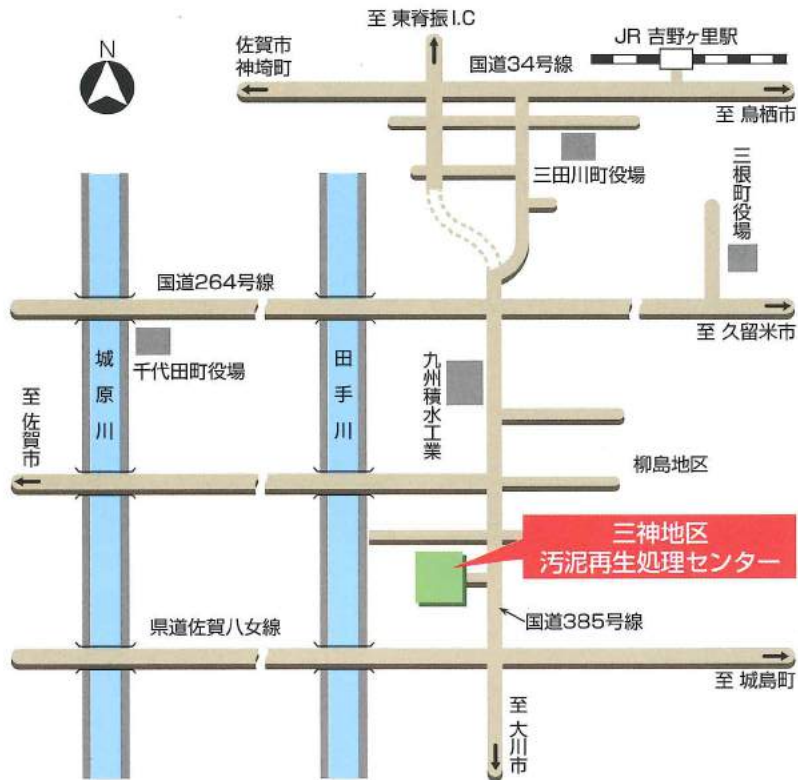 至 東脊振I.C
N
佐賀市
神埼町
国道34号線
JR 吉野ヶ里駅
至 鳥栖市
三田川町役場
三根町役場
国道264号線
至 久留米市
千代田町役場
城原川
田手川
九州積水工業
至 佐賀市
柳島地区
三神地区
汚泥再生処理センター
国道385号線
県道佐賀八女線
至 城島町
至 大川市